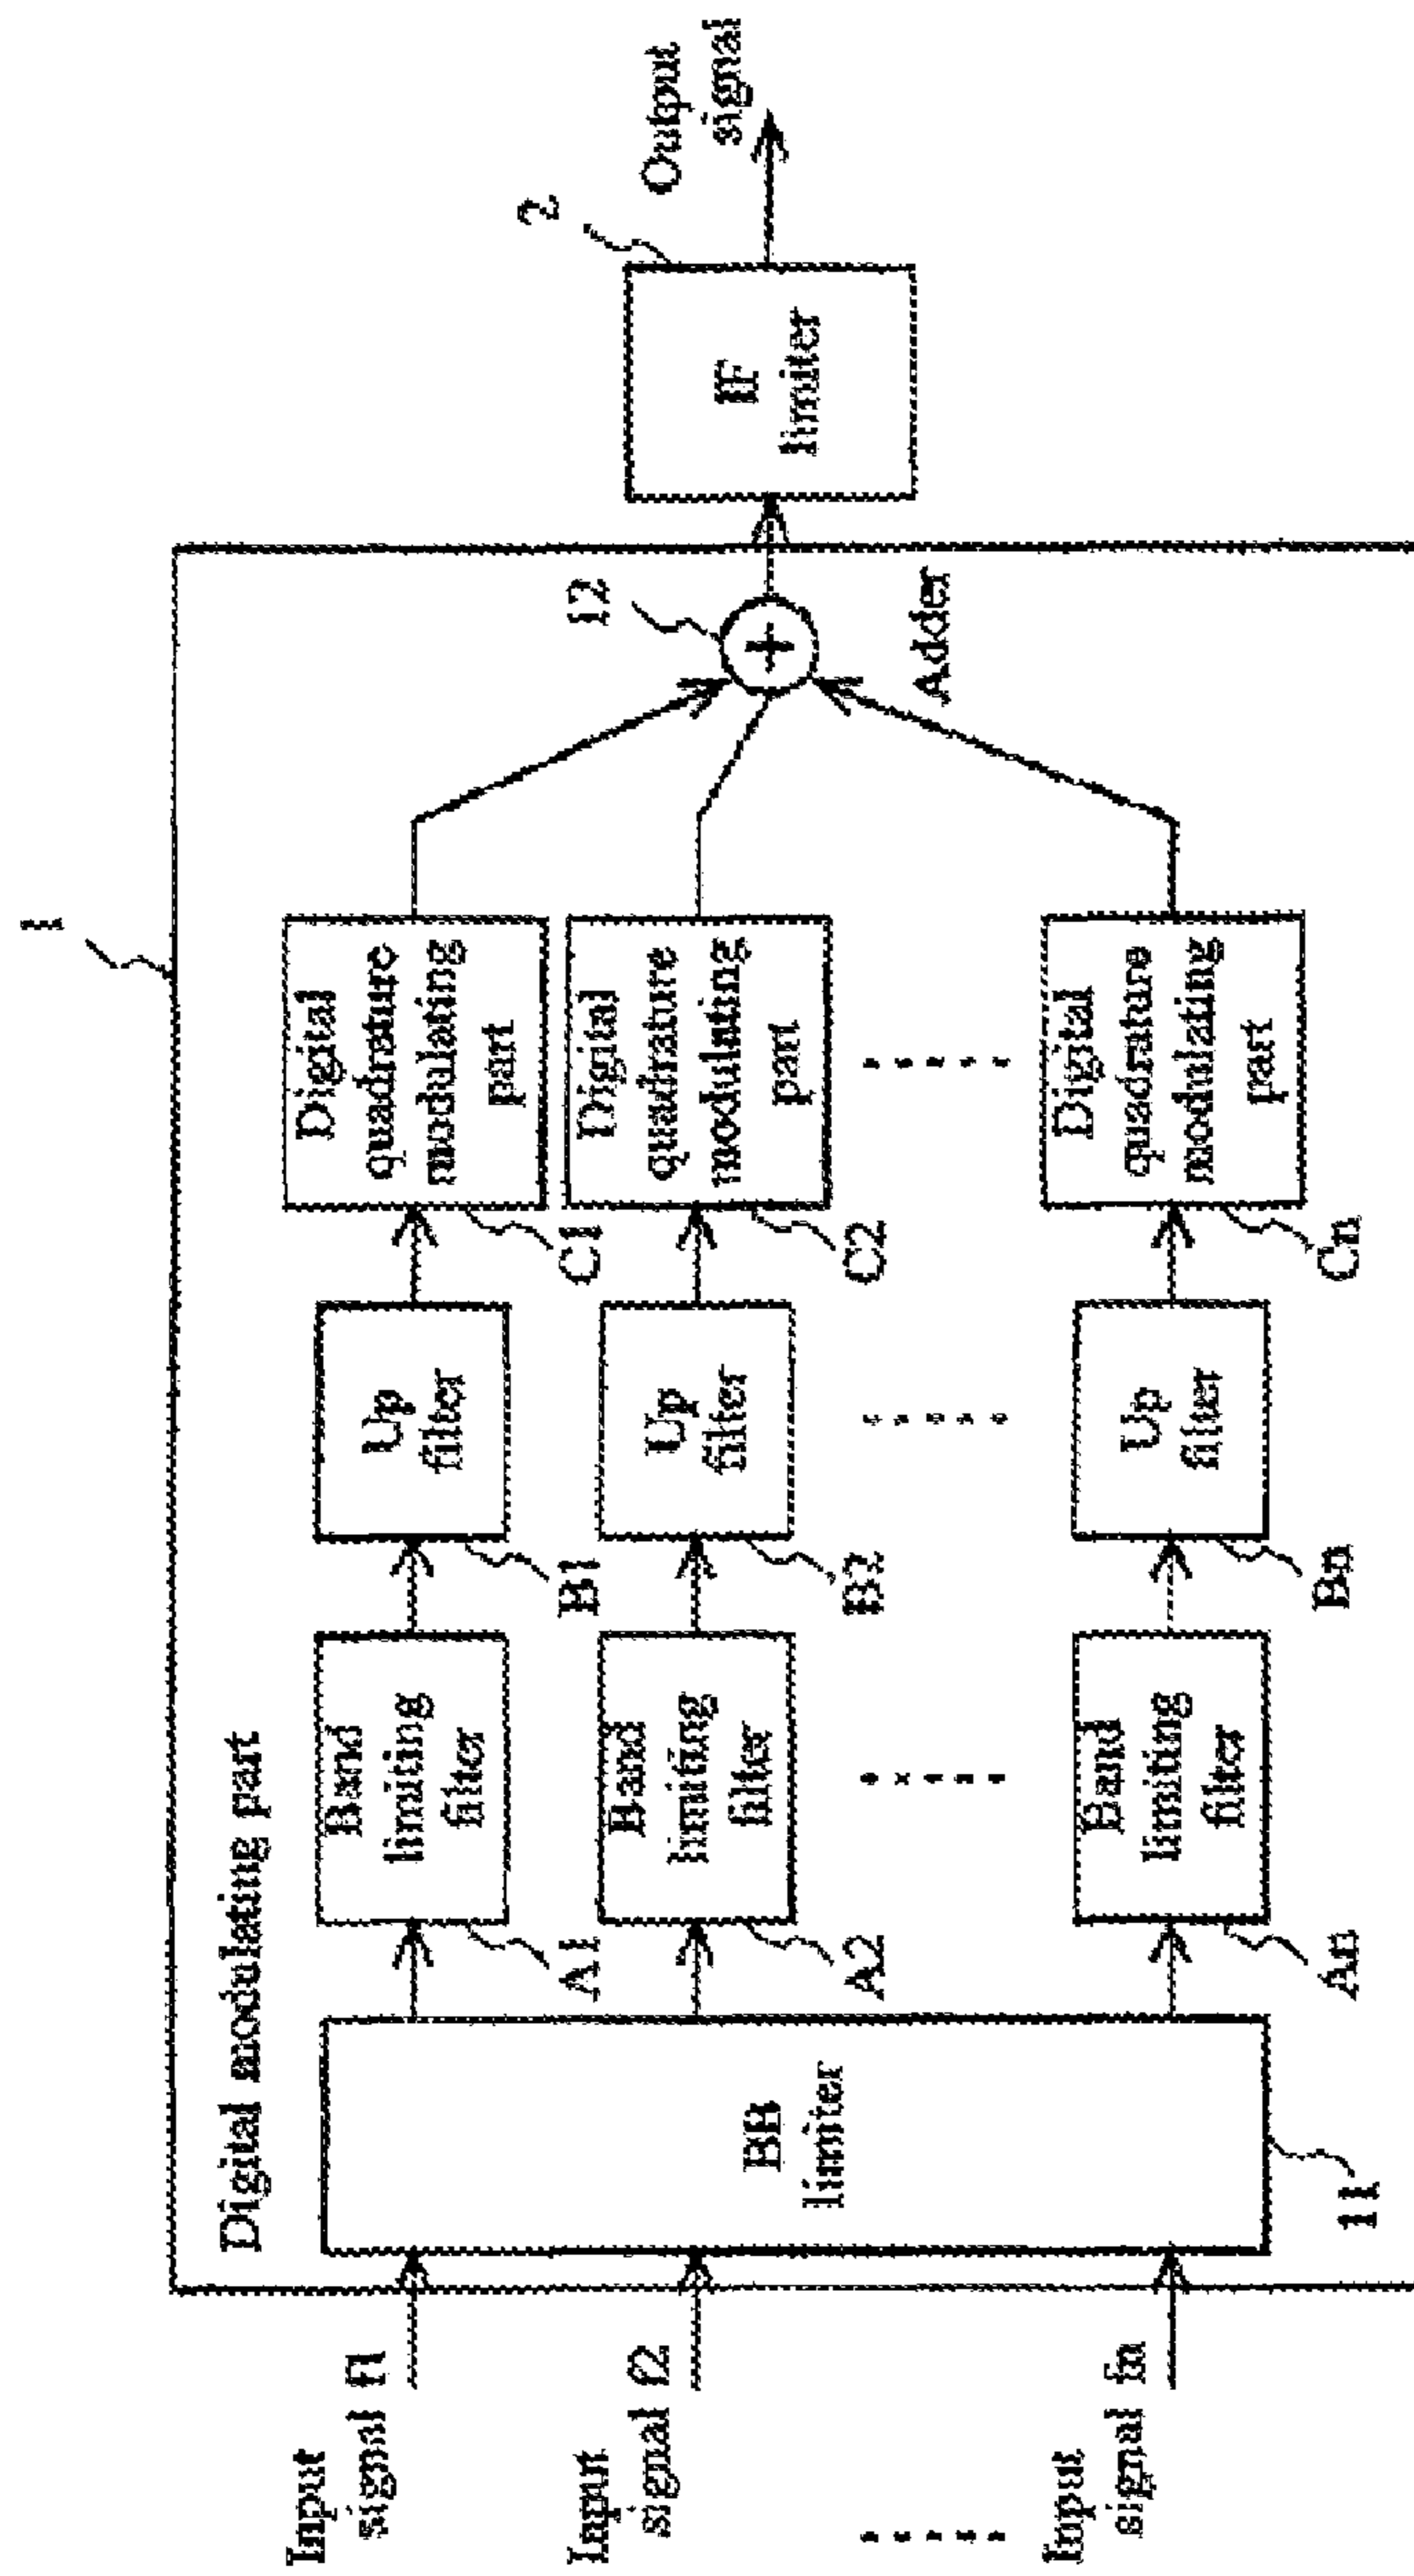 1
Digital modulating part
Input
signal f1
Input
signal f2
Input
signal fn
BB
limiter
11
Band
limiting
filter
A1
Up
filter
B1
Digital
quadrature
modulating
part
C1
Band
limiting
filter
A2
Up
filter
B2
Digital
quadrature
modulating
part
C2
Band
limiting
filter
An
Up
filter
Bn
Digital
quadrature
modulating
part
Cn
12
+
Adder
IF
limiter
2
Output
signal